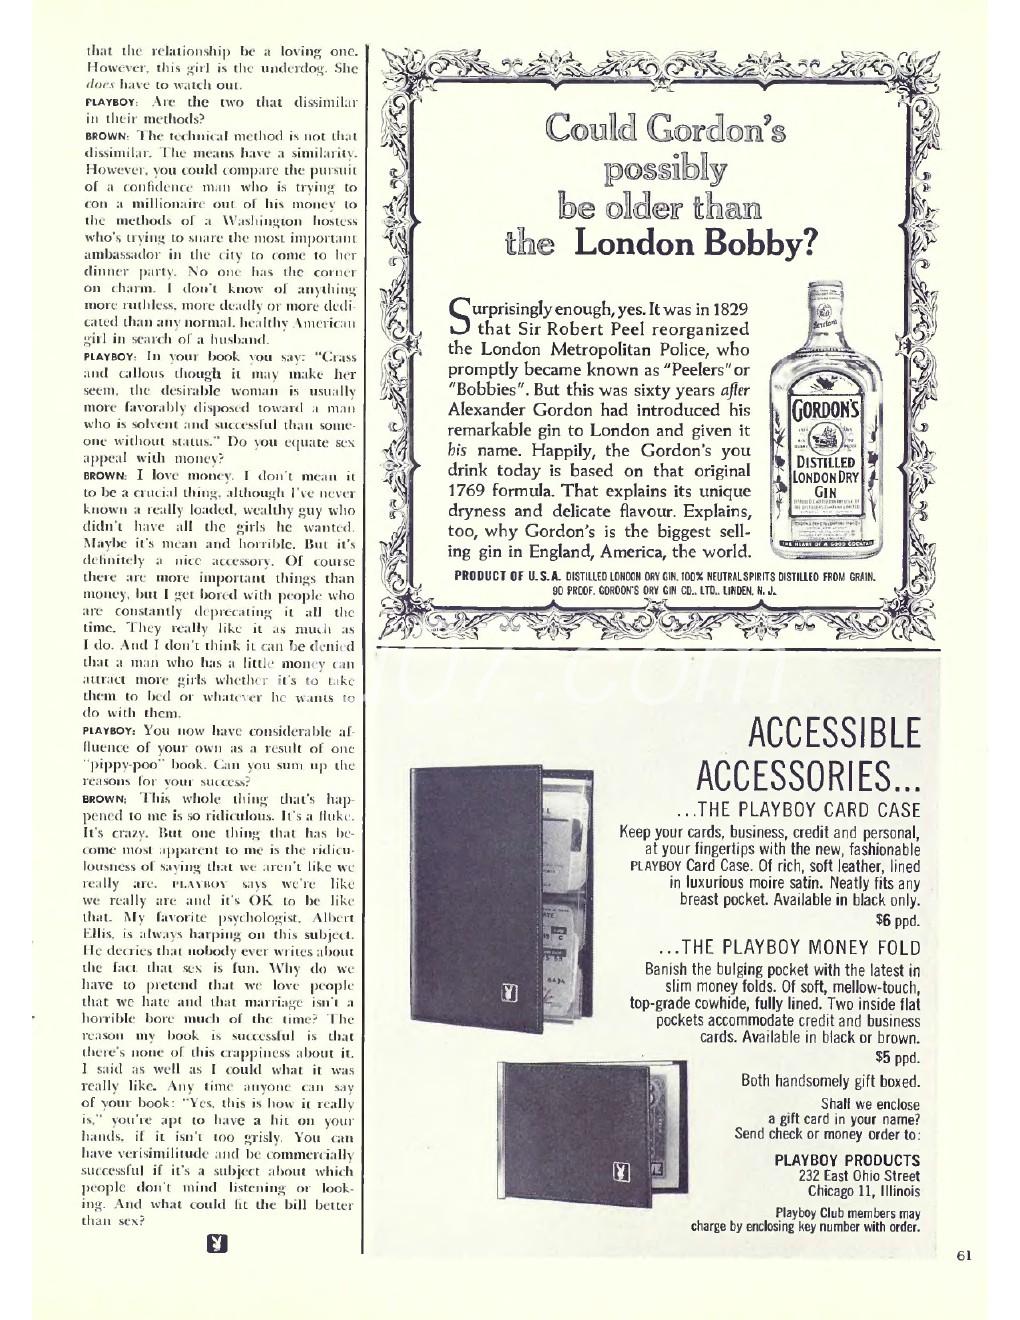 that the relationship be a loving one.
However, this girl is the underdog. She
does have to watch out.
PLAYBOY: Are the two that dissimilar
in their methods?
BROWN: The technical method is not that
dissimilar. The means have a similarity.
However, you could compare the pursuit
of a confidence man who is trying to
con a millionaire out of his money to
the methods of a Washington hostess
who's trying to snare the most important
ambassador in the city to come to her
dinner party. No one has the corner
on charm. I don't know of anything
more ruthless, more deadly or more dedi-
cated than any normal, healthy American
girl in search of a husband.
PLAYBOY: In your book you say: "Crass
and callous though it may make her
seem, the desirable woman is usually
more favorably disposed toward a man
who is solvent and successful than some-
one without status." Do you equate sex
appeal with money?
BROWN: I love money. I don't mean it
to be a crucial thing, although I've never
known a really loaded, wealthy guy who
didn't have all the girls he wanted.
Maybe it's mean and horrible. But it's
definitely a nice accessory. Of course
there are more important things than
money, but I get bored with people who
are constantly deprecating it all the
time. They really like it as much as
I do. And I don't think it can be denied
that a man who has a little money can
attract more girls whether it's to take
them to bed or whatever he wants to
do with them.
PLAYBOY: You now have considerable af-
fluence of your own as a result of one
"pippy-poo" book. Can you sum up the
reasons for your success?
BROWN: This whole thing that's hap-
pened to me is so ridiculous. It's a fluke.
It's crazy. But one thing that has be-
come most apparent to me is the ridicu-
lousness of saying that we aren't like we
really are. PLAYBOY says we're like
we really are and it's OK to be like
that. My favorite psychologist, Albert
Ellis, is always harping on this subject.
He decries that nobody ever writes about
the fact that sex is fun. Why do we
have to pretend that we love people
that we hate and that marriage isn't a
horrible bore much of the time? The
reason my book is successful is that
there's none of this crappiness about it.
I said as well as I could what it was
really like. Any time anyone can say
of your book: "Yes, this is how it really
is," you're apt to have a hit on your
hands, if it isn't too grisly. You can
have verisimilitude and be commercially
successful if it's a subject about which
people don't mind listening or look-
ing. And what could fit the bill better
than sex?
Could Gordon's
possibly
be older than
the London Bobby?
Surprisingly enough, yes. It was in 1829
that Sir Robert Peel reorganized
the London Metropolitan Police, who
promptly became known as "Peelers" or
"Bobbies". But this was sixty years after
Alexander Gordon had introduced his
remarkable gin to London and given it
his name. Happily, the Gordon's you
drink today is based on that original
1769 formula. That explains its unique
dryness and delicate flavour. Explains,
too, why Gordon's is the biggest sell-
ing gin in England, America, the world.
GORDON'S
DISTILLED
LONDON DRY
GIN
THE HEART OF A GOOD COCKTAIL
PRODUCT OF U.S.A. DISTILLED LONDON DRY GIN. 100% NEUTRAL SPIRITS DISTILLED FROM GRAIN.
90 PROOF. GORDON'S DRY GIN CO., LTD., LINDEN, N. J.
ACCESSIBLE
ACCESSORIES...
...THE PLAYBOY CARD CASE
Keep your cards, business, credit and personal,
at your fingertips with the new, fashionable
PLAYBOY Card Case. Of rich, soft leather, lined
in luxurious moire satin. Neatly fits any
breast pocket. Available in black only.
$6 ppd.
...THE PLAYBOY MONEY FOLD
Banish the bulging pocket with the latest in
slim money folds. Of soft, mellow-touch,
top-grade cowhide, fully lined. Two inside flat
pockets accommodate credit and business
cards. Available in black or brown.
$5 ppd.
Both handsomely gift boxed.
Shall we enclose
a gift card in your name?
Send check or money order to:
PLAYBOY PRODUCTS
232 East Ohio Street
Chicago 11, Illinois
Playboy Club members may
charge by enclosing key number with order.
61